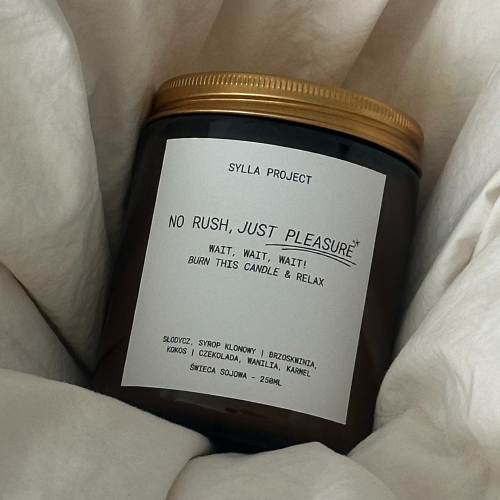 SYLLA PROJECT
NO RUSH, JUST PLEASURE
WAIT, WAIT, WAIT!
BURN THIS CANDLE & RELAX
SŁODYCZ, SYROP KLONOWY | BRZOSKWINIA,
KOKOS | CZEKOLADA, WANILIA, KARMEL
ŚWIECA SOJOWA - 250ML